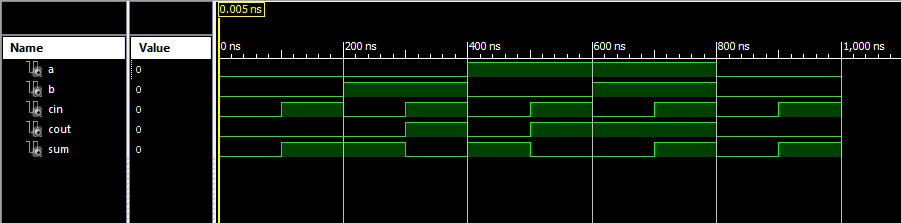 0.005 ns
Name Value
0 ns 200 ns 400 ns 600 ns 800 ns 1,000 ns
a 0
b 0
cin 0
cout 0
sum 0